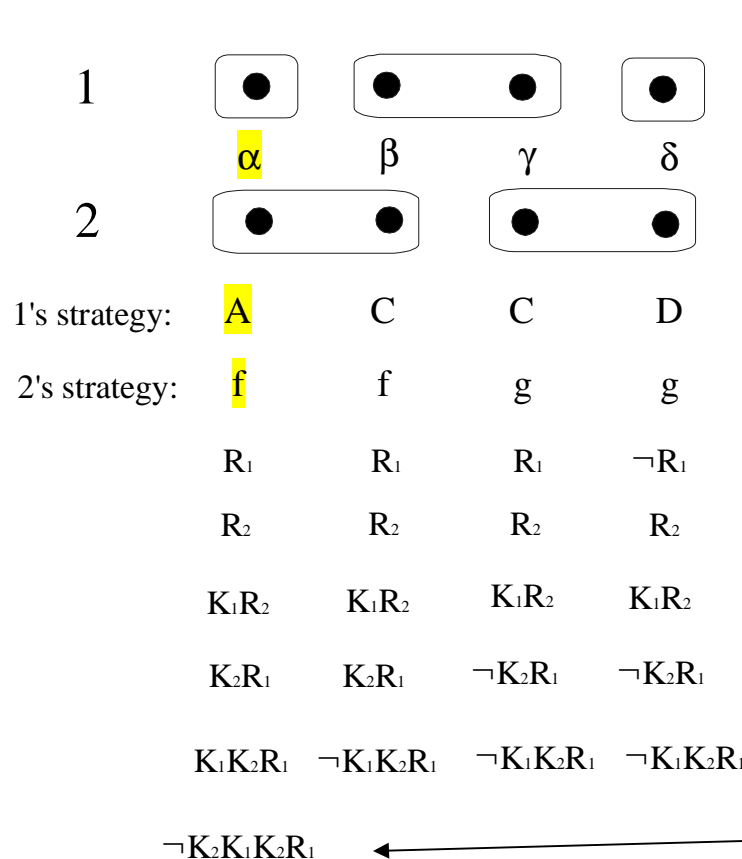 1
α β γ δ
2
1's strategy: A C C D
2's strategy: f f g g
R₁ R₁ R₁ ¬R₁
R₂ R₂ R₂ R₂
K₁R₂ K₁R₂ K₁R₂ K₁R₂
K₂R₁ K₂R₁ ¬K₂R₁ ¬K₂R₁
K₁K₂R₁ ¬K₁K₂R₁ ¬K₁K₂R₁ ¬K₁K₂R₁
¬K₂K₁K₂R₁